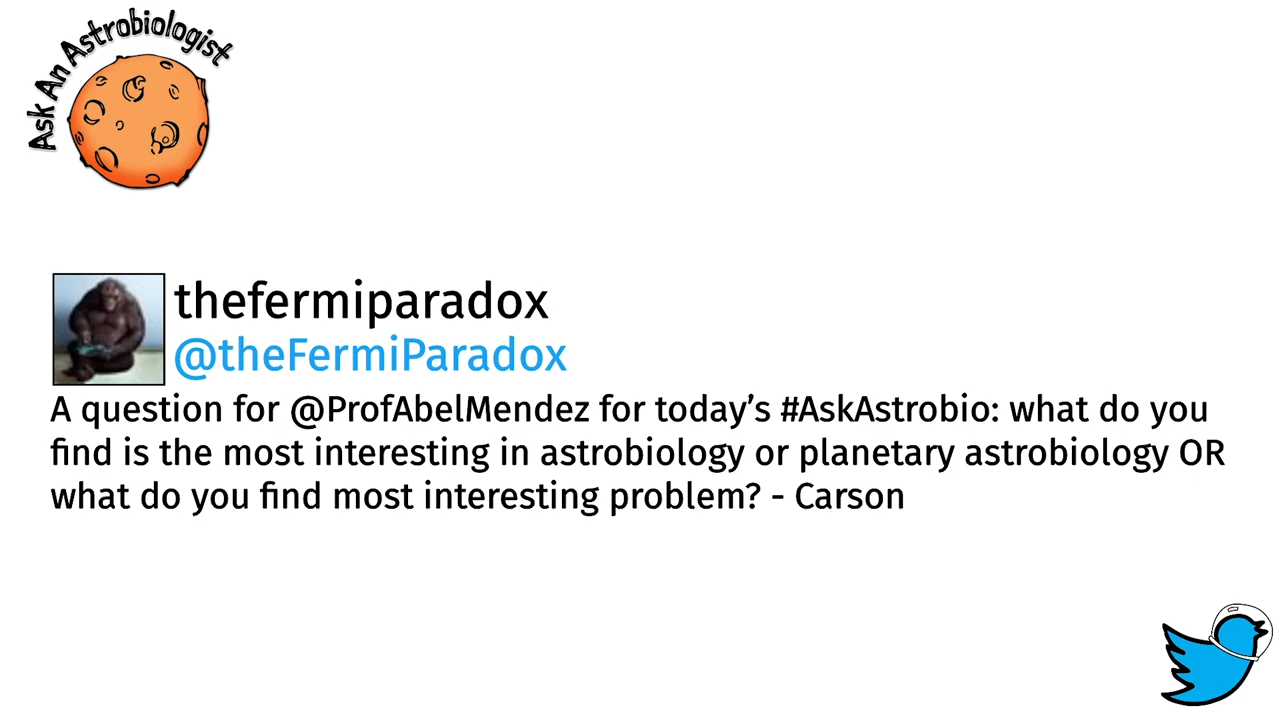 Ask An Astrobiologist
thefermiparadox
@theFermiParadox
A question for @ProfAbelMendez for today’s #AskAstrobio: what do you
find is the most interesting in astrobiology or planetary astrobiology OR
what do you find most interesting problem? - Carson